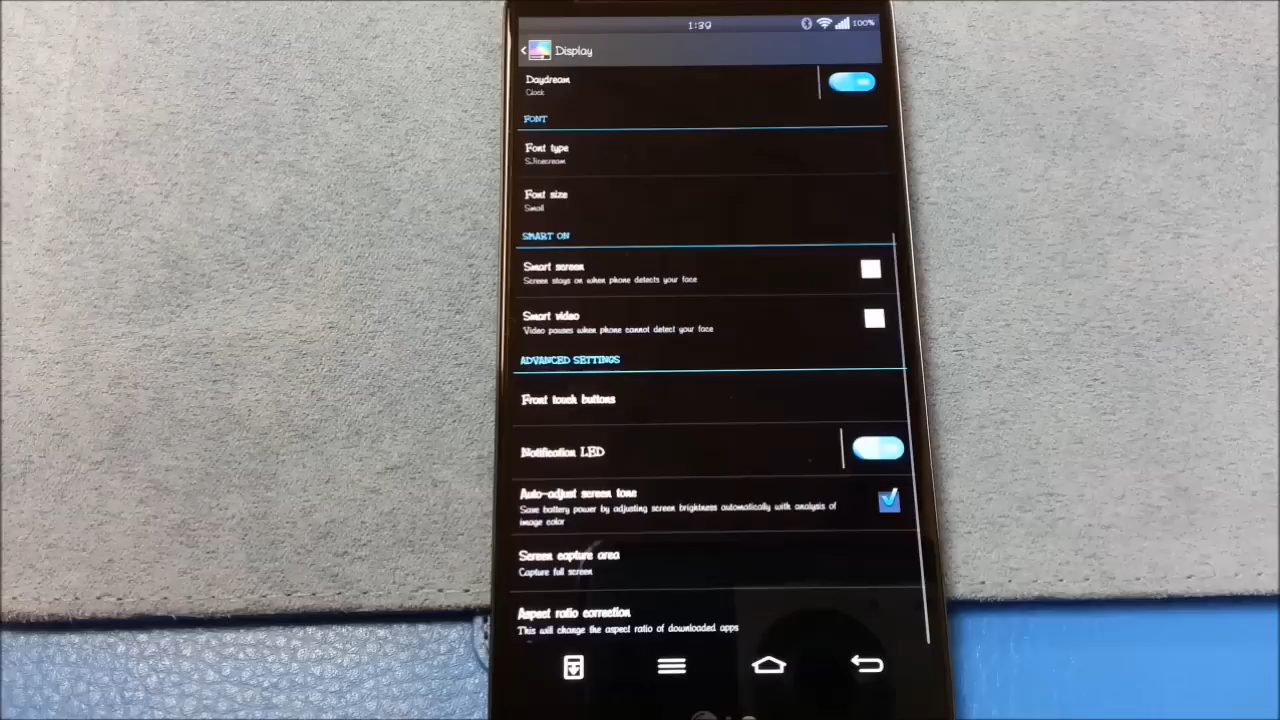 1:39
100%
Display
Daydream
Clock
FONT
Font type
SJIcecream
Font size
Small
SMART ON
Smart screen
Screen stays on when phone detects your face
Smart video
Video pauses when phone cannot detect your face
ADVANCED SETTINGS
Front touch buttons
Notification LED
Auto-adjust screen tone
Save battery power by adjusting screen brightness automatically with analysis of
image color
Screen capture area
Capture full screen
Aspect ratio correction
This will change the aspect ratio of downloaded apps